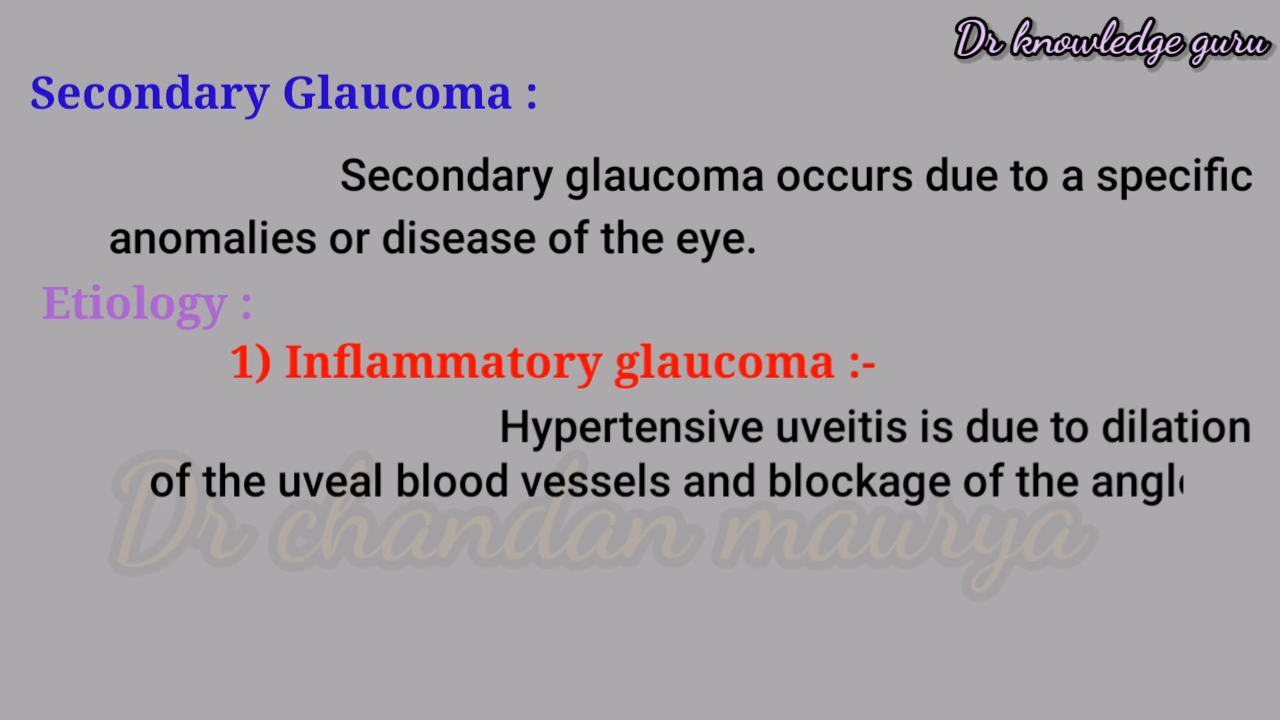 Dr knowledge guru
Secondary Glaucoma :
Secondary glaucoma occurs due to a specific
anomalies or disease of the eye.
Etiology :
1) Inflammatory glaucoma :-
Hypertensive uveitis is due to dilation
of the uveal blood vessels and blockage of the
Dr chandan maurya